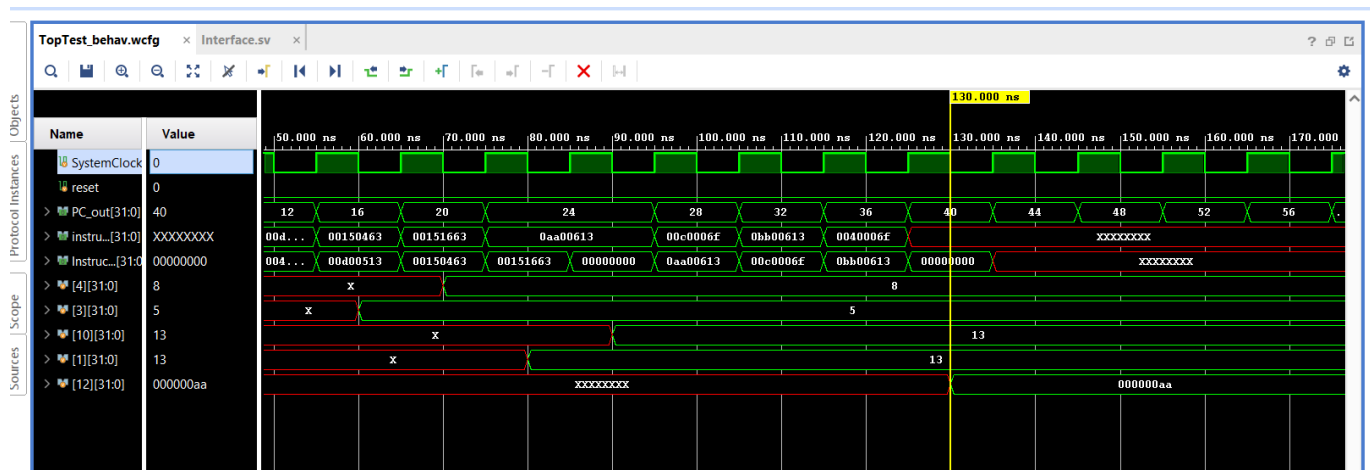 TopTest_behav.wcfg × Interface.sv ×
?
130.000 ns
Name Value
50.000 ns 60.000 ns 70.000 ns 80.000 ns 90.000 ns 100.000 ns 110.000 ns 120.000 ns 130.000 ns 140.000 ns 150.000 ns 160.000 ns 170.000
SystemClock 0
reset 0
PC_out[31:0] 40 12 16 20 24 28 32 36 40 44 48 52 56 .
instru...[31:0] XXXXXXXX 00d... 00150463 00151663 0aa00613 00c0006f 0bb00613 0040006f XXXXXXXX
Instruc...[31:0 00000000 004... 00d00513 00150463 00151663 00000000 0aa00613 00c0006f 0bb00613 00000000 XXXXXXXX
[4][31:0] 8 X 8
[3][31:0] 5 X 5
[10][31:0] 13 X 13
[1][31:0] 13 X 13
[12][31:0] 000000aa XXXXXXXX 000000aa
Objects
Protocol Instances
Scope
Sources